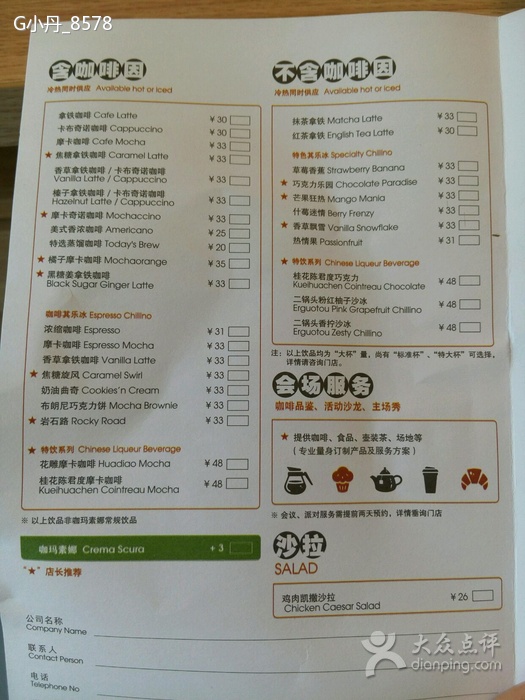 G小丹_8578
含咖啡因
冷热同时供应 Available hot or iced
拿铁咖啡 Cafe Latte ￥30
卡布奇诺咖啡 Cappuccino ￥30
摩卡咖啡 Cafe Mocha ￥33
★ 焦糖拿铁咖啡 Caramel Latte ￥33
香草拿铁咖啡 / 卡布奇诺咖啡
Vanilla Latte / Cappuccino ￥33
榛子拿铁咖啡 / 卡布奇诺咖啡
Hazelnut Latte / Cappuccino ￥33
★ 摩卡奇诺咖啡 Mochaccino ￥33
美式香浓咖啡 Americano ￥25
特选蒸馏咖啡 Today's Brew ￥20
★ 橘子摩卡咖啡 Mochaorange ￥35
★ 黑糖姜拿铁咖啡
Black Sugar Ginger Latte ￥33
咖啡其乐冰 Espresso Chillino
浓缩咖啡 Espresso ￥31
摩卡咖啡 Espresso Mocha ￥33
香草拿铁咖啡 Vanilla Latte ￥33
★ 焦糖旋风 Caramel Swirl ￥33
奶油曲奇 Cookies'n Cream ￥33
布朗尼巧克力饼 Mocha Brownie ￥33
★ 岩石路 Rocky Road ￥33
★ 特饮系列 Chinese Liqueur Beverage
花雕摩卡咖啡 Huadiao Mocha ￥48
桂花陈君度摩卡咖啡
Kueihuachen Cointreau Mocha ￥48
※ 以上饮品非咖玛素娜常规饮品
咖玛素娜 Crema Scura + 3
"★" 店长推荐
公司名称
Company Name
联系人
Contact Person
电话
Telephone No
不含咖啡因
冷热同时供应 Available hot or iced
抹茶拿铁 Matcha Latte ￥33
红茶拿铁 English Tea Latte ￥30
特色其乐冰 Specialty Chillino
草莓香蕉 Strawberry Banana ￥33
★ 巧克力乐园 Chocolate Paradise ￥33
★ 芒果狂热 Mango Mania ￥33
什莓迷情 Berry Frenzy ￥33
★ 香草飘雪 Vanilla Snowflake ￥33
热情果 Passionfruit ￥31
★ 特饮系列 Chinese Liqueur Beverage
桂花陈君度巧克力
Kueihuachen Cointreau Chocolate ￥48
二锅头粉红柚子沙冰
Erguotou Pink Grapefruit Chillino ￥48
二锅头香柠沙冰
Erguotou Zesty Chillino ￥48
注：以上饮品均为"大杯"量，尚有"标准杯"、"特大杯"可选择，
详情请咨询门店。
会场服务
咖啡品鉴、活动沙龙、主场秀
★ 提供咖啡、食品、壶装茶、场地等
（专业量身订制产品及服务方案）
※ 会议、派对服务需提前两天预约，详情垂询门店
沙拉
SALAD
鸡肉凯撒沙拉 ￥26
Chicken Caesar Salad
大众点评
dianping.com